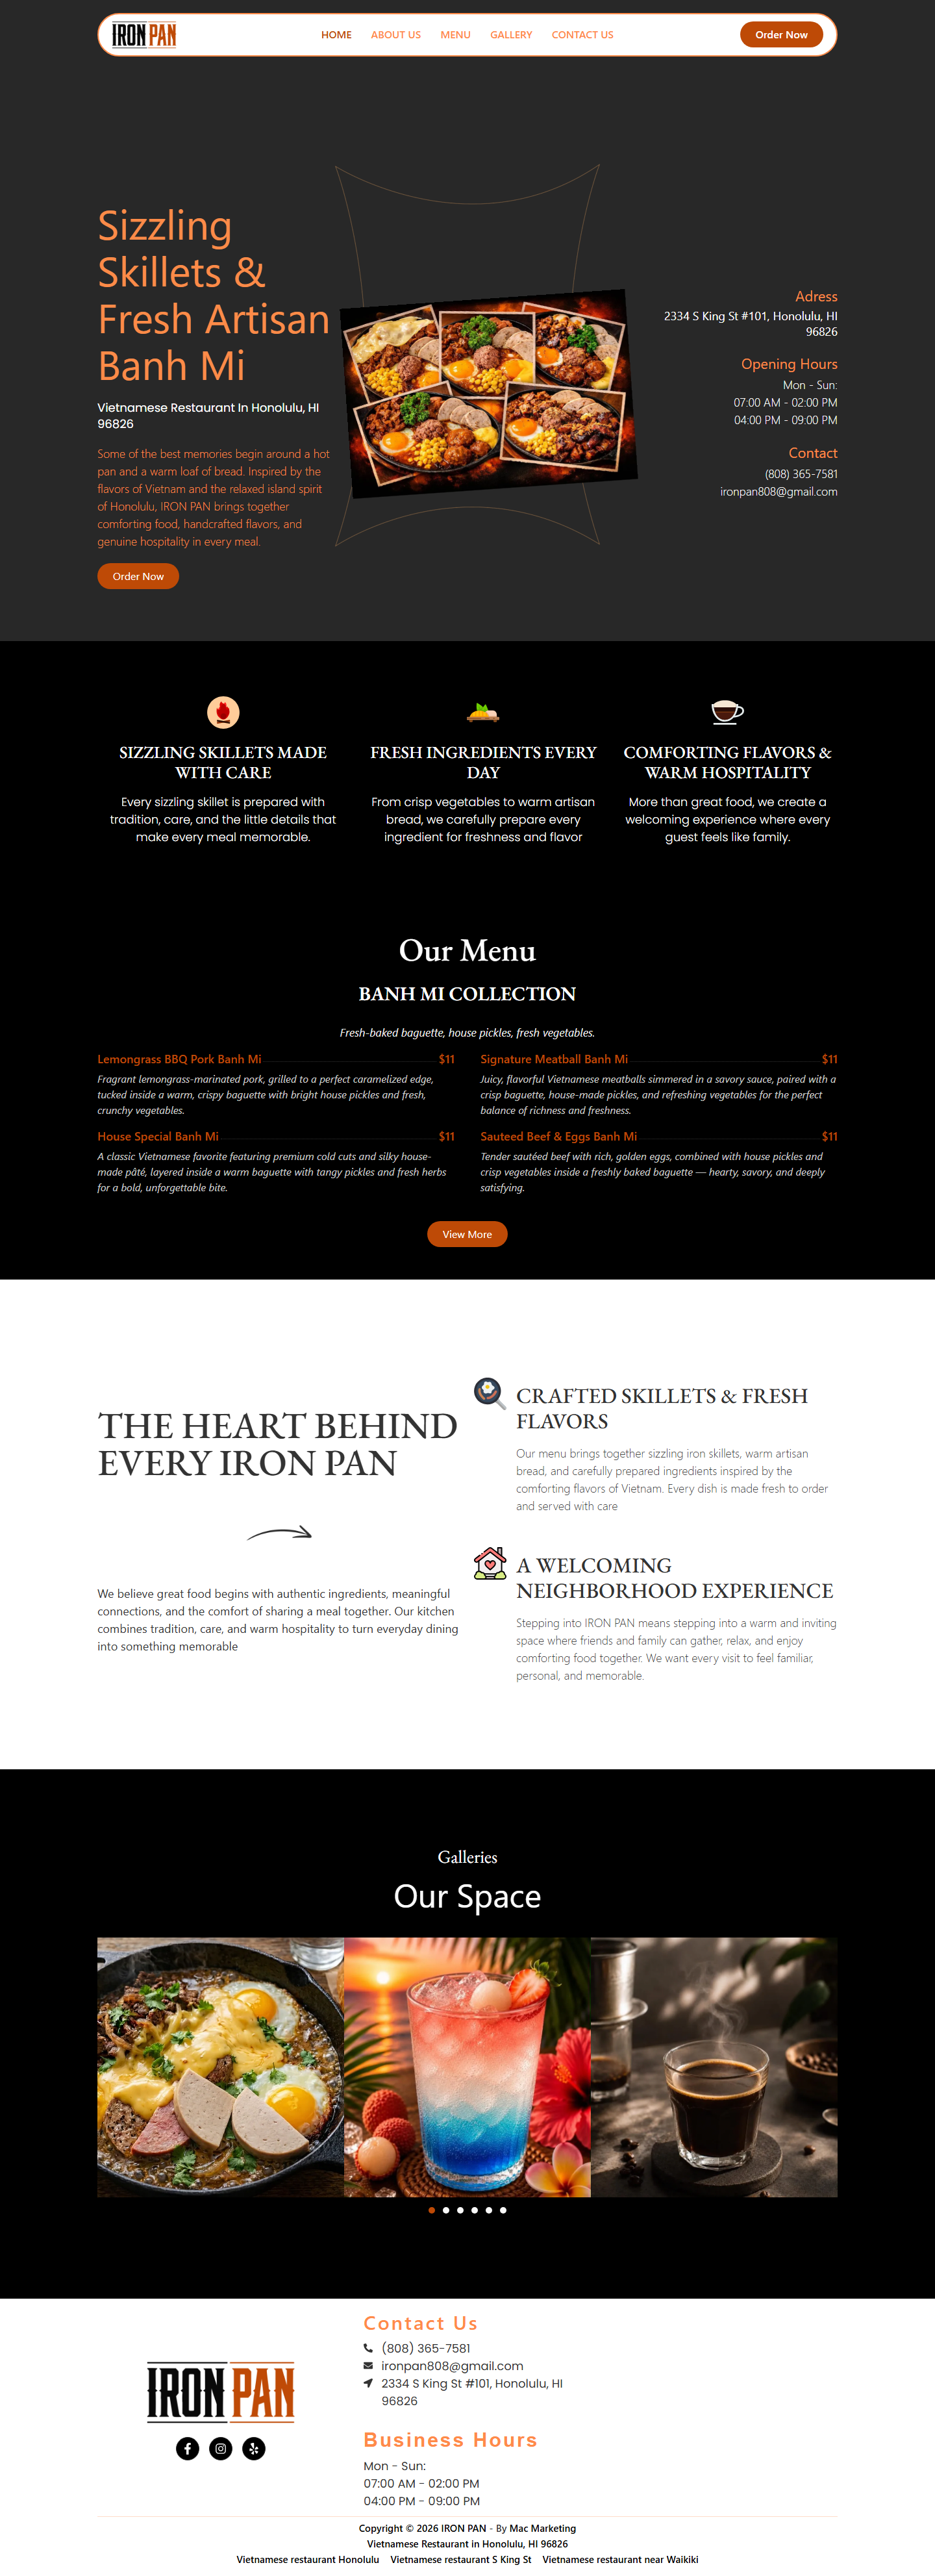 IRON PAN
HOME ABOUT US MENU GALLERY CONTACT US
Order Now
Sizzling
Skillets &
Fresh Artisan
Banh Mi
Vietnamese Restaurant In Honolulu, HI
96826
Some of the best memories begin around a hot
pan and a warm loaf of bread. Inspired by the
flavors of Vietnam and the relaxed island spirit
of Honolulu, IRON PAN brings together
comforting food, handcrafted flavors, and
genuine hospitality in every meal.
Order Now
Adress
2334 S King St #101, Honolulu, HI
96826
Opening Hours
Mon - Sun:
07:00 AM - 02:00 PM
04:00 PM - 09:00 PM
Contact
(808) 365-7581
ironpan808@gmail.com
SIZZLING SKILLETS MADE
WITH CARE
Every sizzling skillet is prepared with
tradition, care, and the little details that
make every meal memorable.
FRESH INGREDIENTS EVERY
DAY
From crisp vegetables to warm artisan
bread, we carefully prepare every
ingredient for freshness and flavor
COMFORTING FLAVORS &
WARM HOSPITALITY
More than great food, we create a
welcoming experience where every
guest feels like family.
Our Menu
BANH MI COLLECTION
Fresh-baked baguette, house pickles, fresh vegetables.
Lemongrass BBQ Pork Banh Mi $11
Fragrant lemongrass-marinated pork, grilled to a perfect caramelized edge,
tucked inside a warm, crispy baguette with bright house pickles and fresh,
crunchy vegetables.
Signature Meatball Banh Mi $11
Juicy, flavorful Vietnamese meatballs simmered in a savory sauce, paired with a
crisp baguette, house-made pickles, and refreshing vegetables for the perfect
balance of richness and freshness.
House Special Banh Mi $11
A classic Vietnamese favorite featuring premium cold cuts and silky house-
made pâté, layered inside a warm baguette with tangy pickles and fresh herbs
for a bold, unforgettable bite.
Sauteed Beef & Eggs Banh Mi $11
Tender sautéed beef with rich, golden eggs, combined with house pickles and
crisp vegetables inside a freshly baked baguette — hearty, savory, and deeply
satisfying.
View More
THE HEART BEHIND
EVERY IRON PAN
We believe great food begins with authentic ingredients, meaningful
connections, and the comfort of sharing a meal together. Our kitchen
combines tradition, care, and warm hospitality to turn everyday dining
into something memorable
CRAFTED SKILLETS & FRESH
FLAVORS
Our menu brings together sizzling iron skillets, warm artisan
bread, and carefully prepared ingredients inspired by the
comforting flavors of Vietnam. Every dish is made fresh to order
and served with care
A WELCOMING
NEIGHBORHOOD EXPERIENCE
Stepping into IRON PAN means stepping into a warm and inviting
space where friends and family can gather, relax, and enjoy
comforting food together. We want every visit to feel familiar,
personal, and memorable.
Galleries
Our Space
IRON PAN
Contact Us
(808) 365-7581
ironpan808@gmail.com
2334 S King St #101, Honolulu, HI
96826
Business Hours
Mon - Sun:
07:00 AM - 02:00 PM
04:00 PM - 09:00 PM
Copyright © 2026 IRON PAN - By Mac Marketing
Vietnamese Restaurant in Honolulu, HI 96826
Vietnamese restaurant Honolulu Vietnamese restaurant S King St Vietnamese restaurant near Waikiki